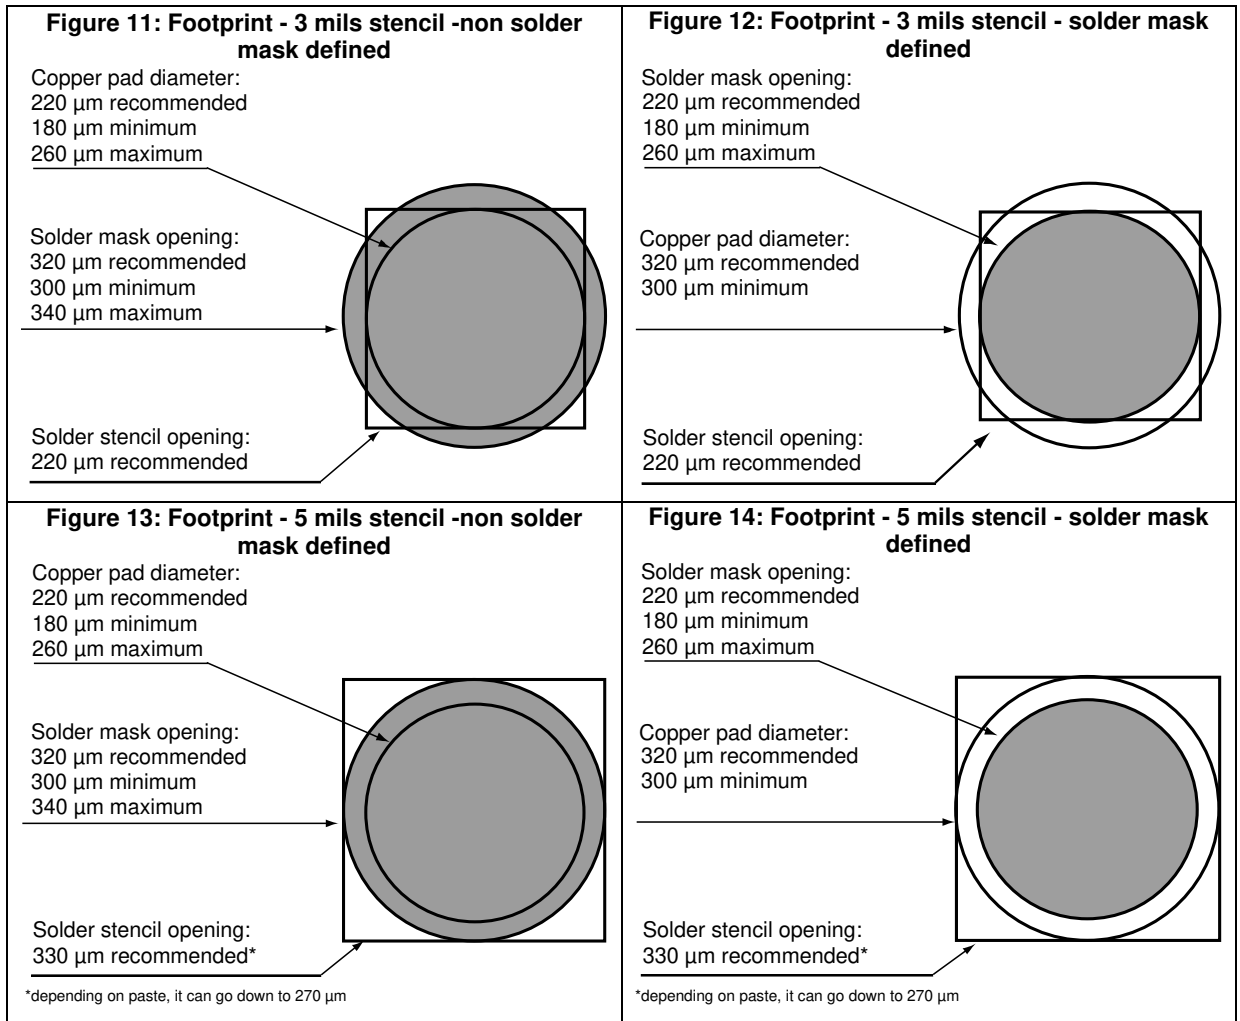 Figure 11: Footprint - 3 mils stencil -non solder
mask defined
Copper pad diameter:
220 µm recommended
180 µm minimum
260 µm maximum
Solder mask opening:
320 µm recommended
300 µm minimum
340 µm maximum
Solder stencil opening:
220 µm recommended
Figure 12: Footprint - 3 mils stencil - solder mask
defined
Solder mask opening:
220 µm recommended
180 µm minimum
260 µm maximum
Copper pad diameter:
320 µm recommended
300 µm minimum
Solder stencil opening:
220 µm recommended
Figure 13: Footprint - 5 mils stencil -non solder
mask defined
Copper pad diameter:
220 µm recommended
180 µm minimum
260 µm maximum
Solder mask opening:
320 µm recommended
300 µm minimum
340 µm maximum
Solder stencil opening:
330 µm recommended*
*depending on paste, it can go down to 270 µm
Figure 14: Footprint - 5 mils stencil - solder mask
defined
Solder mask opening:
220 µm recommended
180 µm minimum
260 µm maximum
Copper pad diameter:
320 µm recommended
300 µm minimum
Solder stencil opening:
330 µm recommended*
*depending on paste, it can go down to 270 µm